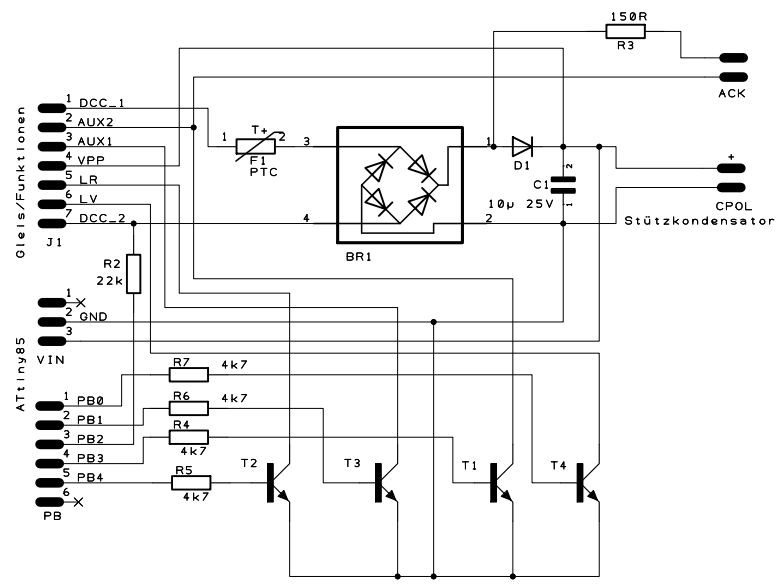 150R
R3
ACK
1 DCC_1
2 AUX2
3 AUX1
4 VPP
5 LR
6 LV
7 DCC_2
J1
Gleis/Funktionen
1
T+
2
F1
PTC
3
4
1
2
BR1
D1
2
C1
10µ 25V
1
+
CPOL
Stützkondensator
R2
22k
1
2 GND
3
VIN
ATtiny85
R7
4k7
1 PB0
R6
4k7
2 PB1
R4
3 PB2
4k7
4 PB3
R5
5 PB4
4k7
6
PB
T2
T3
T1
T4